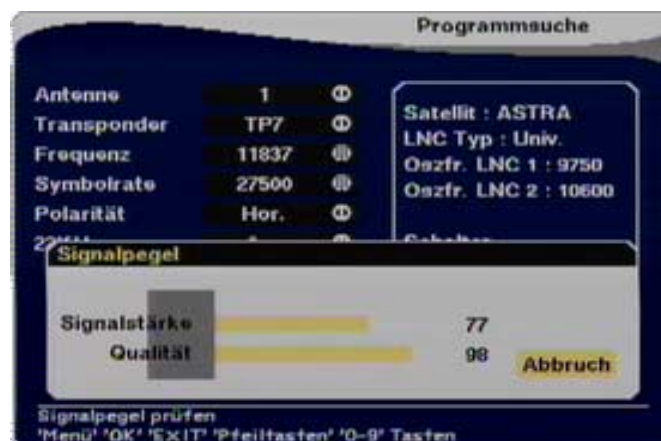 Programmsuche
Antenne 1
Transponder TP7
Frequenz 11837
Symbolrate 27500
Polarität Hor.
Satellit : ASTRA
LNC Typ : Univ.
Oszfr. LNC 1 : 9750
Oszfr. LNC 2 : 10600
Signalpegel
Signalstärke 77
Qualität 98
Abbruch
Signalpegel prüfen
'Menü' 'OK' 'EXIT' 'Pfeiltasten' '0-9' Tasten